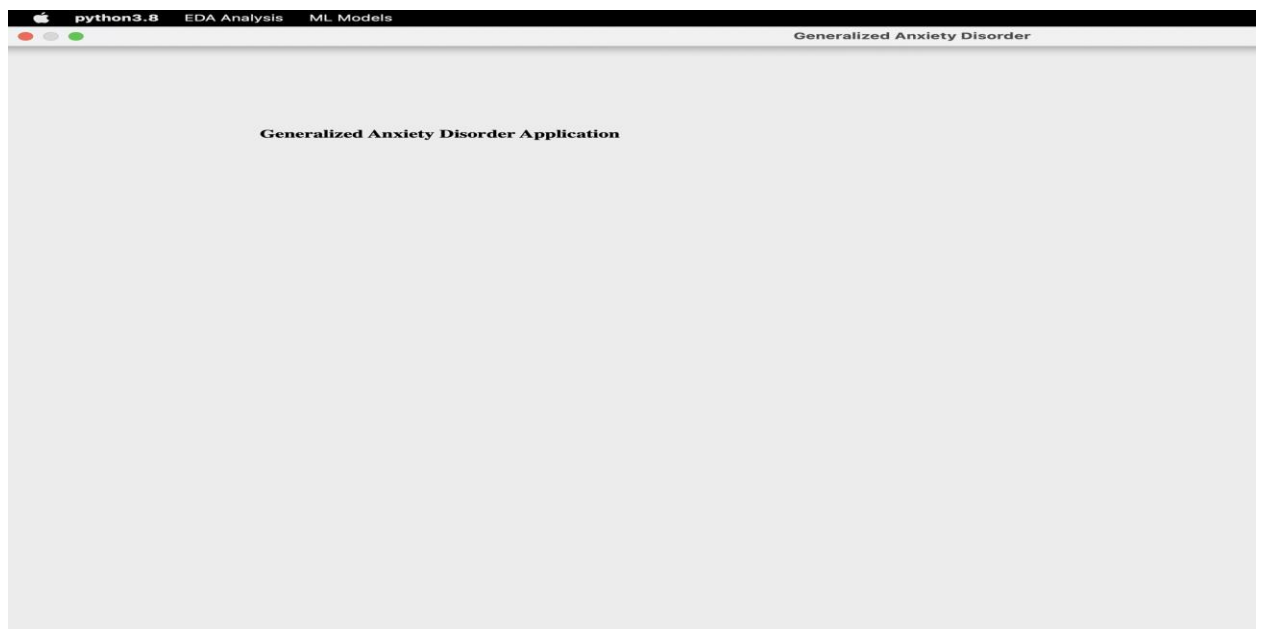 python3.8 EDA Analysis ML Models
Generalized Anxiety Disorder
Generalized Anxiety Disorder Application